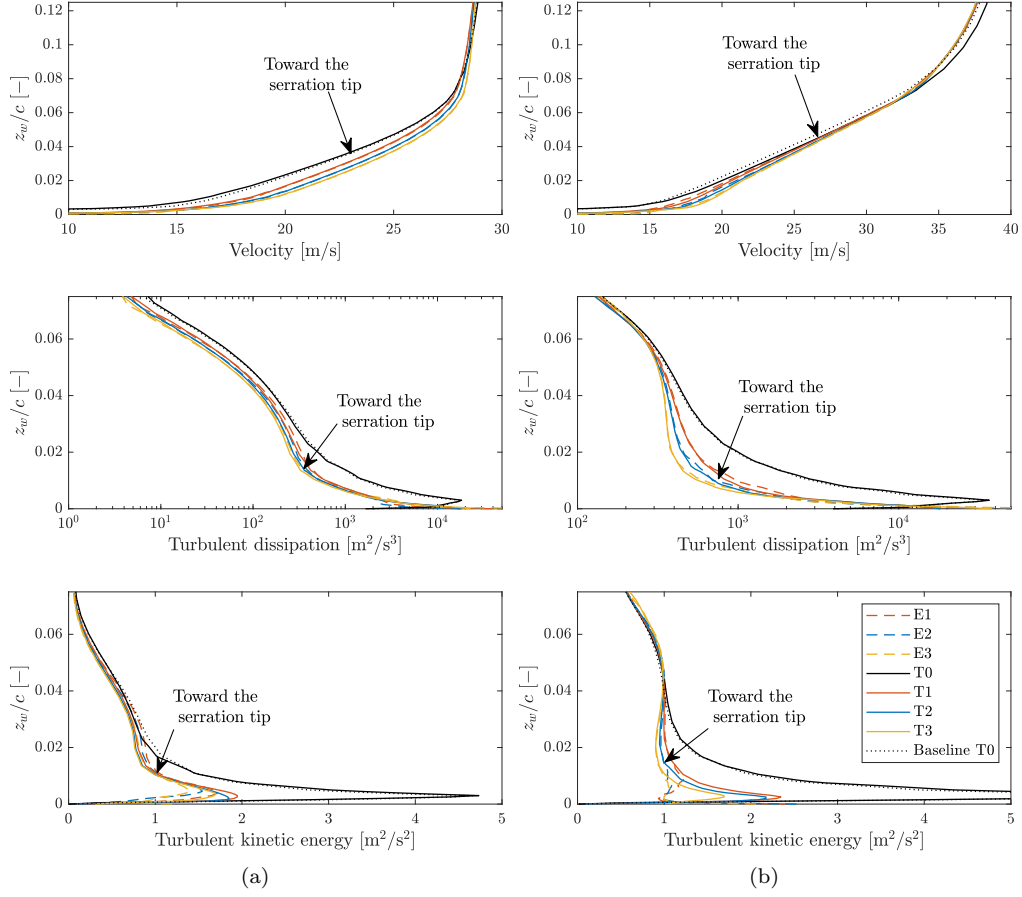 0.12
0.1
0.08
0.06
0.04
0.02
0
z_w/c [−]
Toward the
serration tip
10 15 20 25 30
Velocity [m/s]
0.12
0.1
0.08
0.06
0.04
0.02
0
z_w/c [−]
Toward the
serration tip
10 15 20 25 30 35 40
Velocity [m/s]
0.06
0.04
0.02
0
z_w/c [−]
Toward the
serration tip
10^0 10^1 10^2 10^3 10^4
Turbulent dissipation [m^2/s^3]
0.06
0.04
0.02
0
z_w/c [−]
Toward the
serration tip
10^2 10^3 10^4
Turbulent dissipation [m^2/s^3]
0.06
0.04
0.02
0
z_w/c [−]
Toward the
serration tip
0 1 2 3 4 5
Turbulent kinetic energy [m^2/s^2]
(a)
0.06
0.04
0.02
0
z_w/c [−]
Toward the
serration tip
E1
E2
E3
T0
T1
T2
T3
Baseline T0
0 1 2 3 4 5
Turbulent kinetic energy [m^2/s^2]
(b)